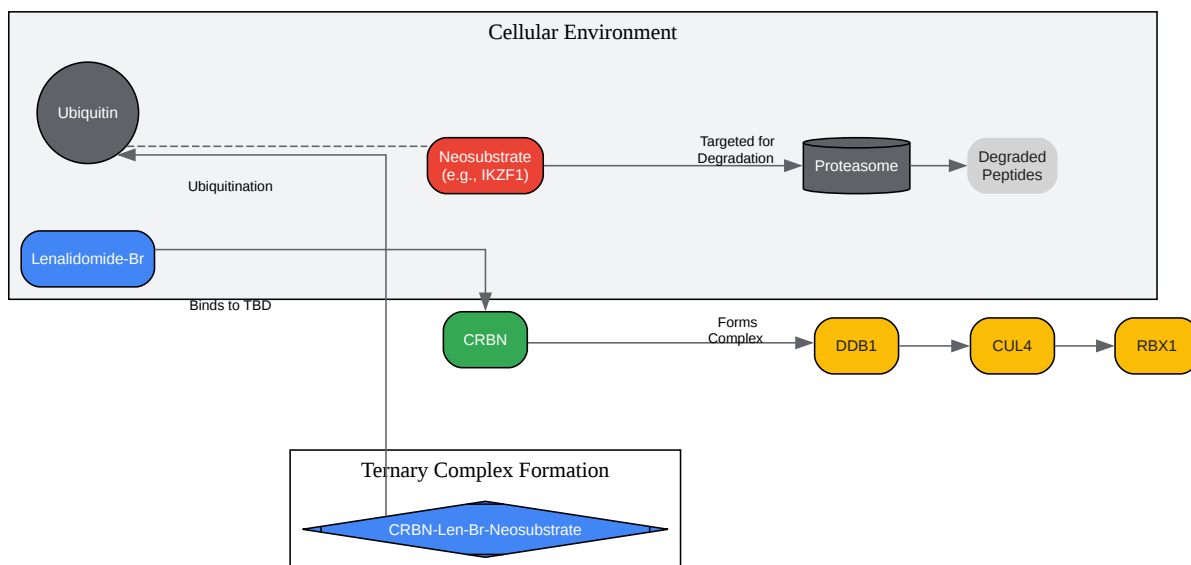 Cellular Environment
Ubiquitin
Neosubstrate
(e.g., IKZF1)
Targeted for
Degradation
Proteasome
Degraded
Peptides
Ubiquitination
Lenalidomide-Br
Binds to TBD
CRBN
Forms
Complex
DDB1
CUL4
RBX1
Ternary Complex Formation
CRBN-Len-Br-Neosubstrate